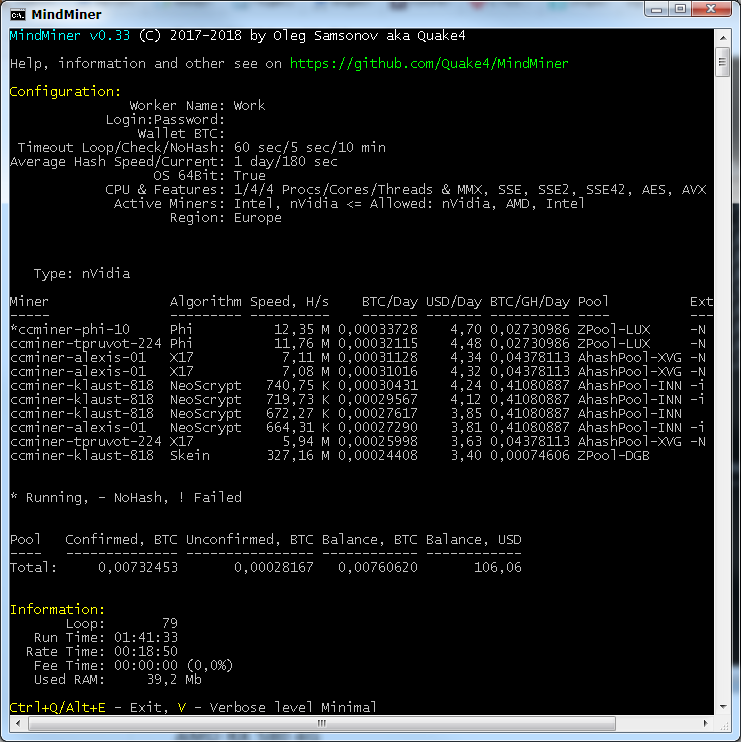 MindMiner
MindMiner v0.33 (C) 2017-2018 by Oleg Samsonov aka Quake4
Help, information and other see on https://github.com/Quake4/MindMiner
Configuration:
Worker Name: Work
Login:Password:
Wallet BTC:
Timeout Loop/Check/NoHash: 60 sec/5 sec/10 min
Average Hash Speed/Current: 1 day/180 sec
OS 64Bit: True
CPU & Features: 1/4/4 Procs/Cores/Threads & MMX, SSE, SSE2, SSE42, AES, AVX
Active Miners: Intel, nVidia <= Allowed: nVidia, AMD, Intel
Region: Europe
Type: nVidia
Miner Algorithm Speed, H/s BTC/Day USD/Day BTC/GH/Day Pool Ext
----- --------- ---------- ------- ------- ---------- ---- ---
*ccminer-phi-10 Phi 12,35 M 0,00033728 4,70 0,02730986 ZPool-LUX -N
ccminer-tpruvot-224 Phi 11,76 M 0,00032115 4,48 0,02730986 ZPool-LUX -N
ccminer-alexis-01 X17 7,11 M 0,00031128 4,34 0,04378113 AhashPool-XVG -N
ccminer-alexis-01 X17 7,08 M 0,00031016 4,32 0,04378113 AhashPool-XVG -N
ccminer-klaust-818 NeoScrypt 740,75 K 0,00030431 4,24 0,41080887 AhashPool-INN -i
ccminer-klaust-818 NeoScrypt 719,73 K 0,00029567 4,12 0,41080887 AhashPool-INN -i
ccminer-klaust-818 NeoScrypt 672,27 K 0,00027617 3,85 0,41080887 AhashPool-INN
ccminer-alexis-01 NeoScrypt 664,31 K 0,00027290 3,81 0,41080887 AhashPool-INN -i
ccminer-tpruvot-224 X17 5,94 M 0,00025998 3,63 0,04378113 AhashPool-XVG -N
ccminer-klaust-818 Skein 327,16 M 0,00024408 3,40 0,00074606 ZPool-DGB
* Running, - NoHash, ! Failed
Pool Confirmed, BTC Unconfirmed, BTC Balance, BTC Balance, USD
---- -------------- ---------------- ------------ ------------
Total: 0,00732453 0,00028167 0,00760620 106,06
Information:
Loop: 79
Run Time: 01:41:33
Rate Time: 00:18:50
Fee Time: 00:00:00 (0,0%)
Used RAM: 39,2 Mb
Ctrl+Q/Alt+E - Exit, V - Verbose level Minimal